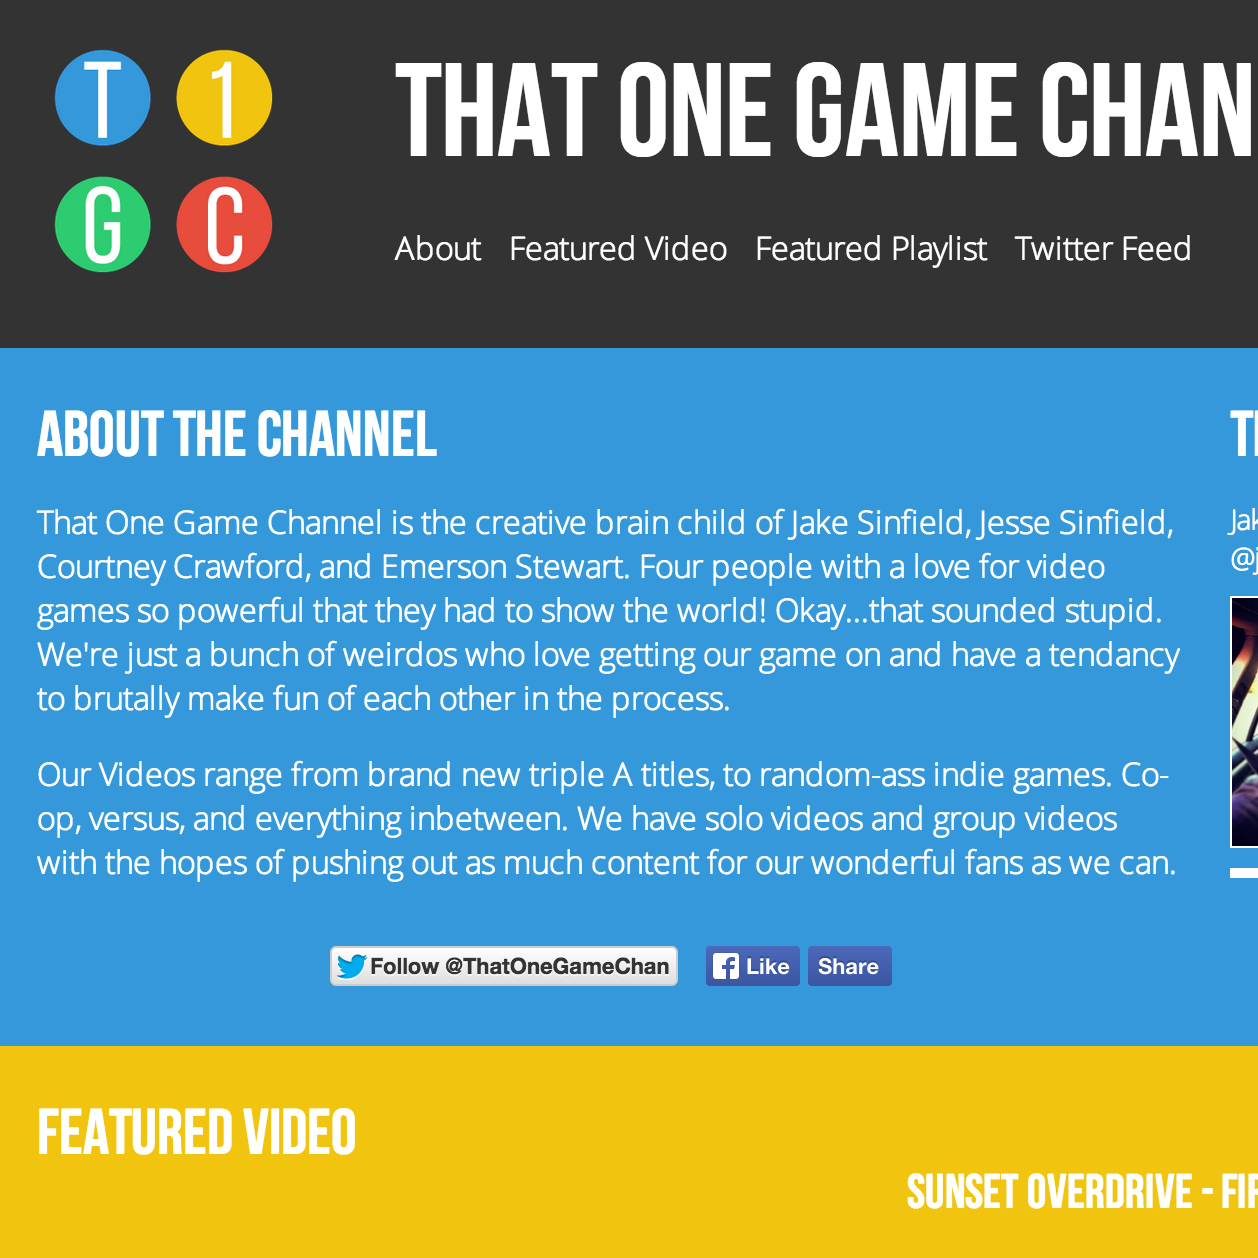 T 1
G C
THAT ONE GAME CHAN
About Featured Video Featured Playlist Twitter Feed
ABOUT THE CHANNEL
That One Game Channel is the creative brain child of Jake Sinfield, Jesse Sinfield,
Courtney Crawford, and Emerson Stewart. Four people with a love for video
games so powerful that they had to show the world! Okay...that sounded stupid.
We're just a bunch of weirdos who love getting our game on and have a tendancy
to brutally make fun of each other in the process.
Our Videos range from brand new triple A titles, to random-ass indie games. Co-
op, versus, and everything inbetween. We have solo videos and group videos
with the hopes of pushing out as much content for our wonderful fans as we can.
Follow @ThatOneGameChan
Like Share
Jak
@j
FEATURED VIDEO
SUNSET OVERDRIVE - FIR